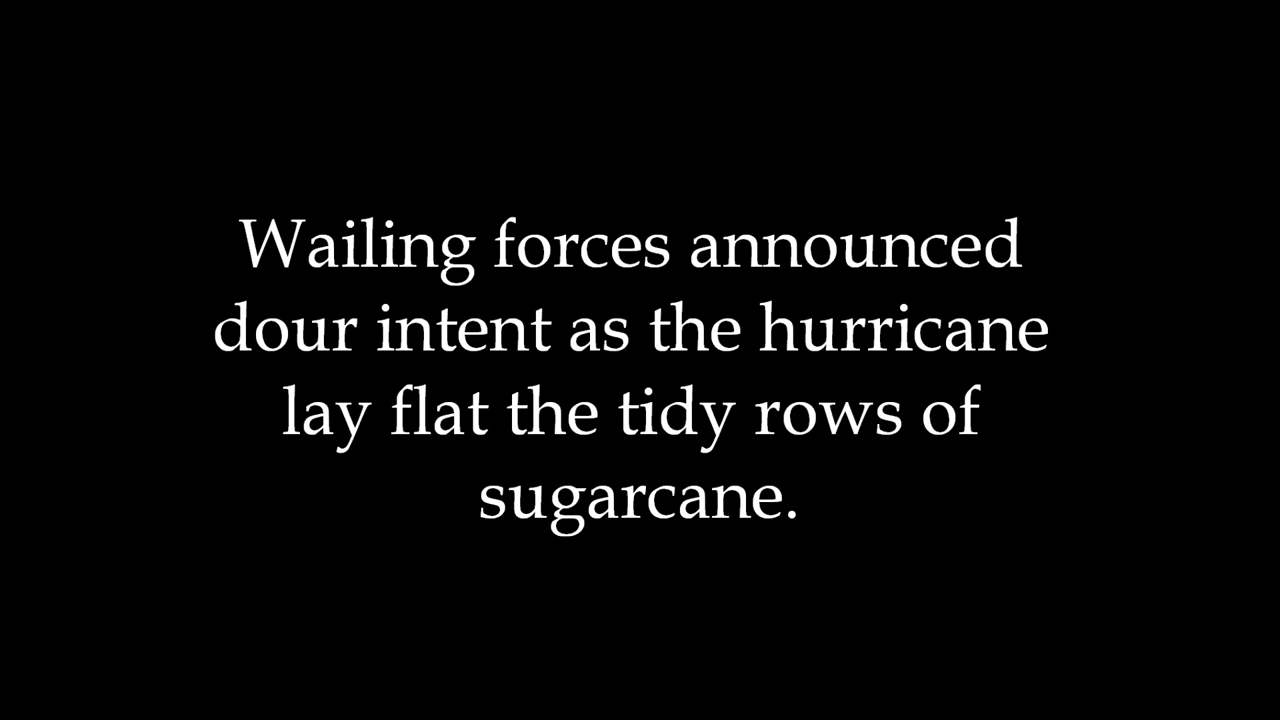 Wailing forces announced
dour intent as the hurricane
lay flat the tidy rows of
sugarcane.